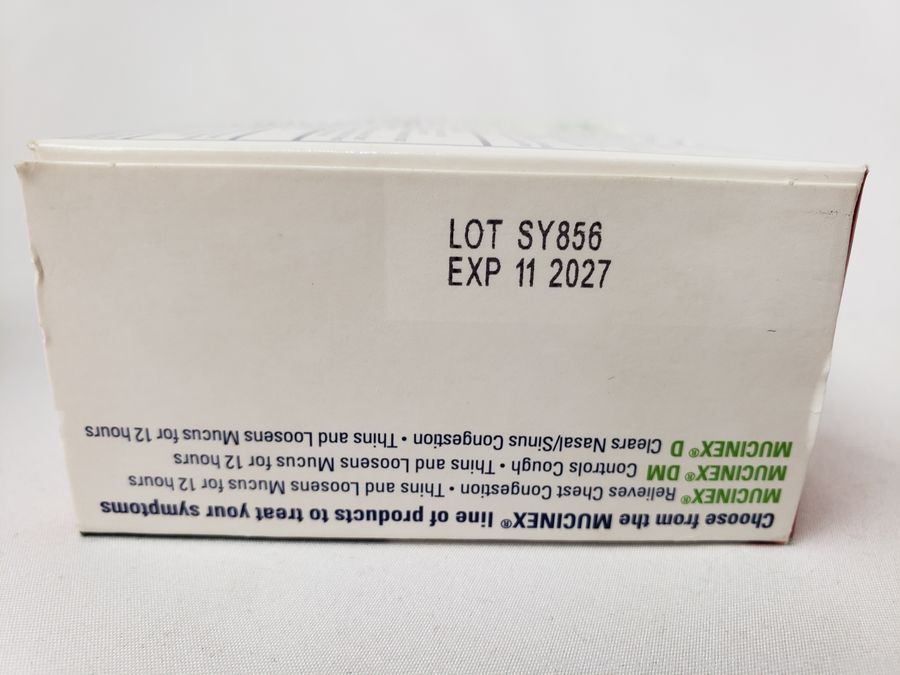 LOT SY856
EXP 11 2027
Choose from the MUCINEX® line of products to treat your symptoms
MUCINEX® Relieves Chest Congestion • Thins and Loosens Mucus for 12 hours
MUCINEX® DM Controls Cough • Thins and Loosens Mucus for 12 hours
MUCINEX® D Clears Nasal/Sinus Congestion • Thins and Loosens Mucus for 12 hours